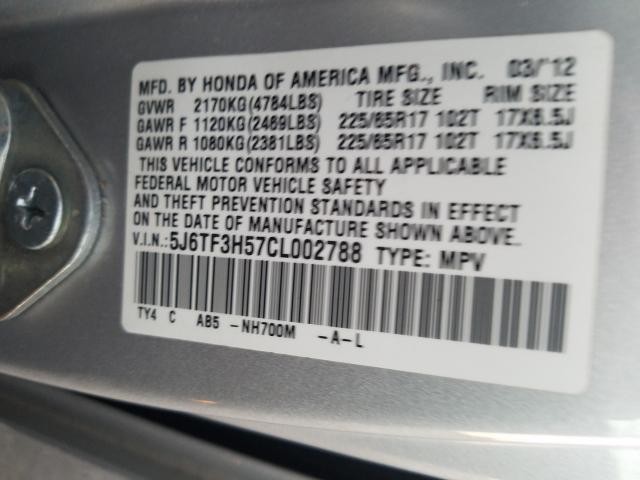 MFD. BY HONDA OF AMERICA MFG., INC. 03/'12
GVWR 2170KG(4784LBS) TIRE SIZE RIM SIZE
GAWR F 1120KG(2469LBS) 225/65R17 102T 17X6.5J
GAWR R 1080KG(2381LBS) 225/65R17 102T 17X6.5J
THIS VEHICLE CONFORMS TO ALL APPLICABLE
FEDERAL MOTOR VEHICLE SAFETY
AND THEFT PREVENTION STANDARDS IN EFFECT
ON THE DATE OF MANUFACTURE SHOWN ABOVE.
V.I.N.:5J6TF3H57CL002788 TYPE: MPV
TY4 C AB5 -NH700M -A-L